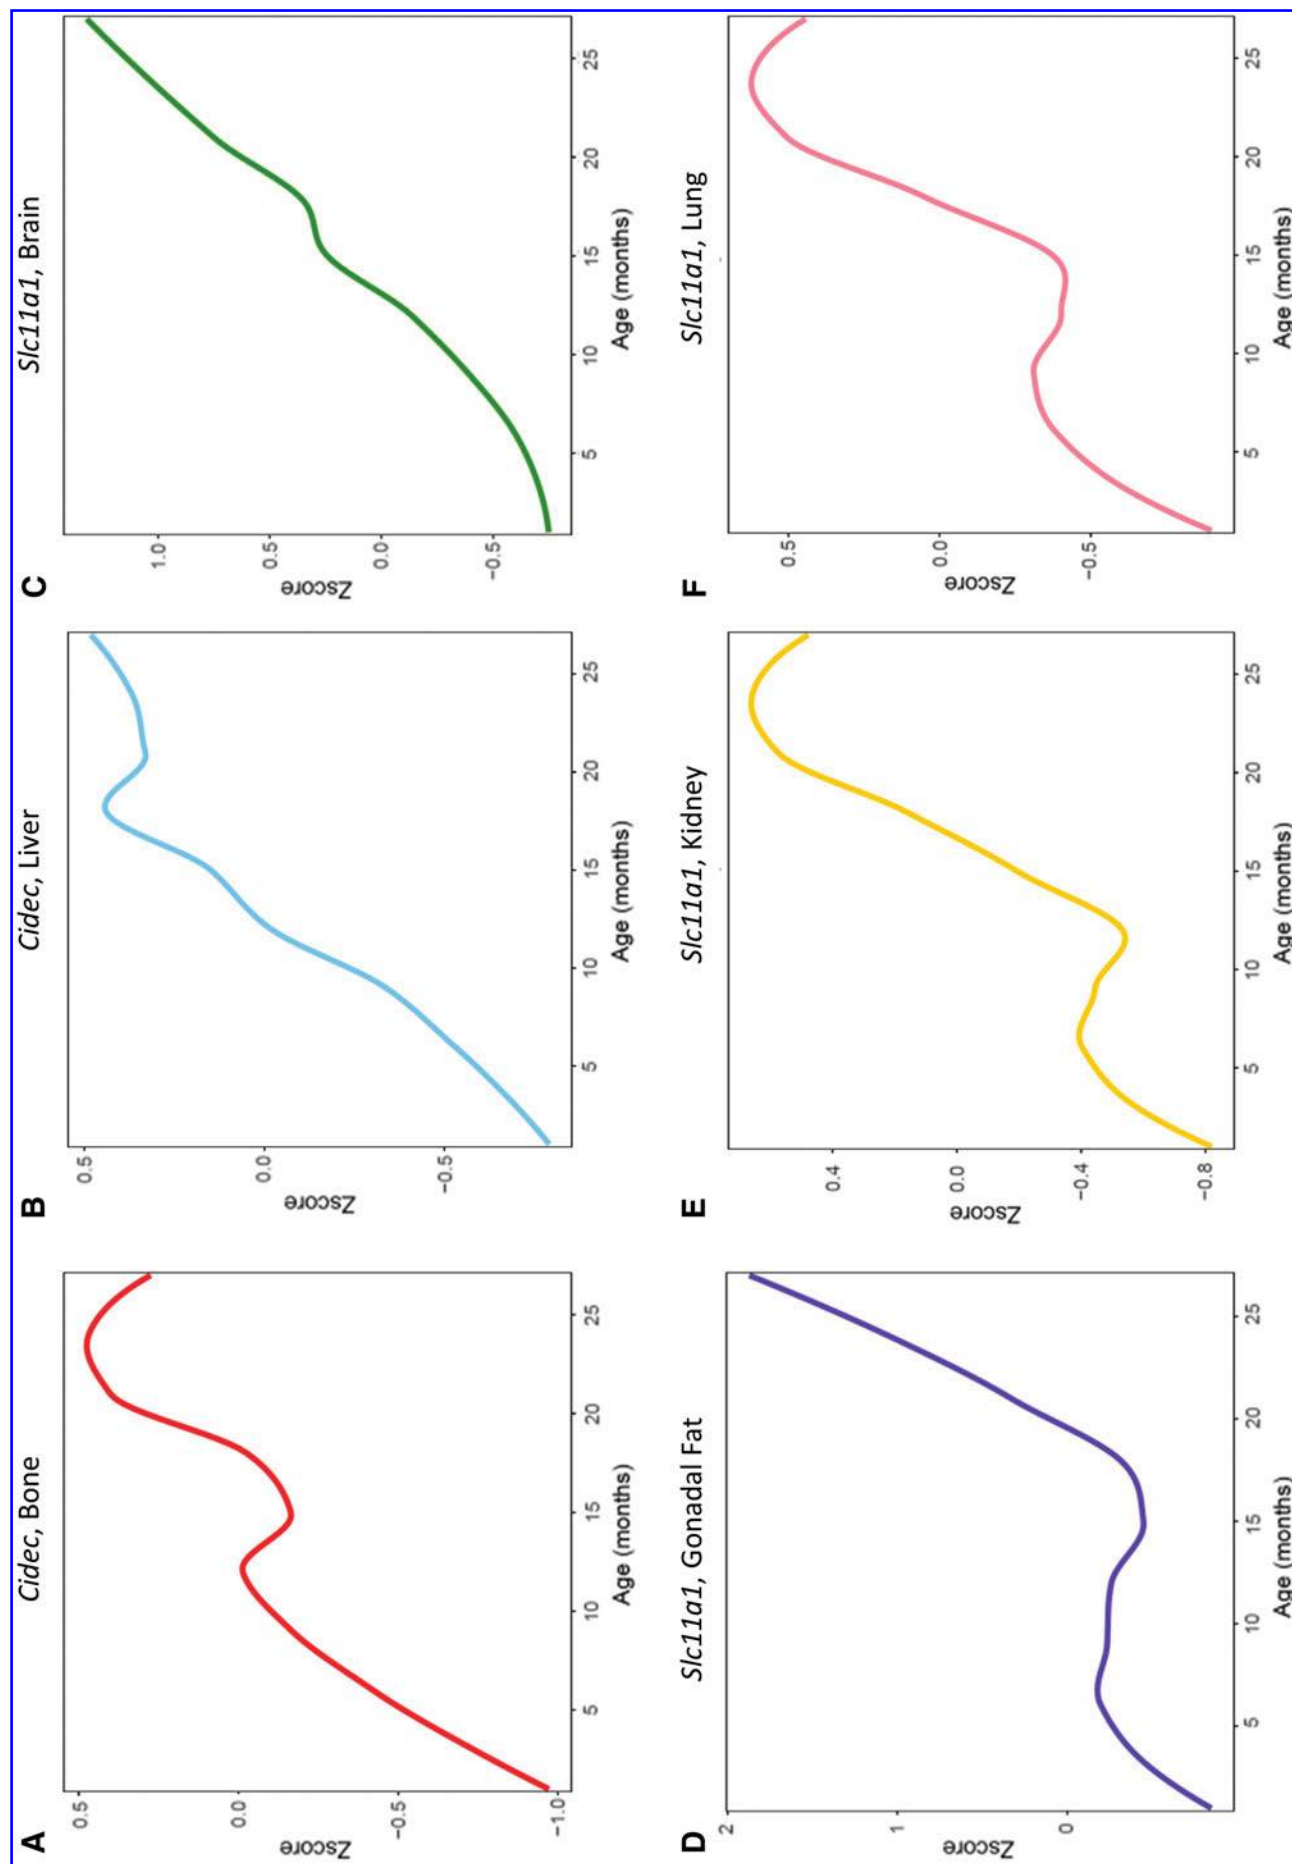 A
Cidec, Bone
Zscore
0.5
0.0
−0.5
−1.0
5
10
15
20
25
Age (months)
B
Cidec, Liver
Zscore
0.5
0.0
−0.5
5
10
15
20
25
Age (months)
C
Slc11a1, Brain
Zscore
1.0
0.5
0.0
−0.5
5
10
15
20
25
Age (months)
D
Slc11a1, Gonadal Fat
Zscore
2
1
0
5
10
15
20
25
Age (months)
E
Slc11a1, Kidney
Zscore
0.4
0.0
−0.4
−0.8
5
10
15
20
25
Age (months)
F
Slc11a1, Lung
Zscore
0.5
0.0
−0.5
5
10
15
20
25
Age (months)